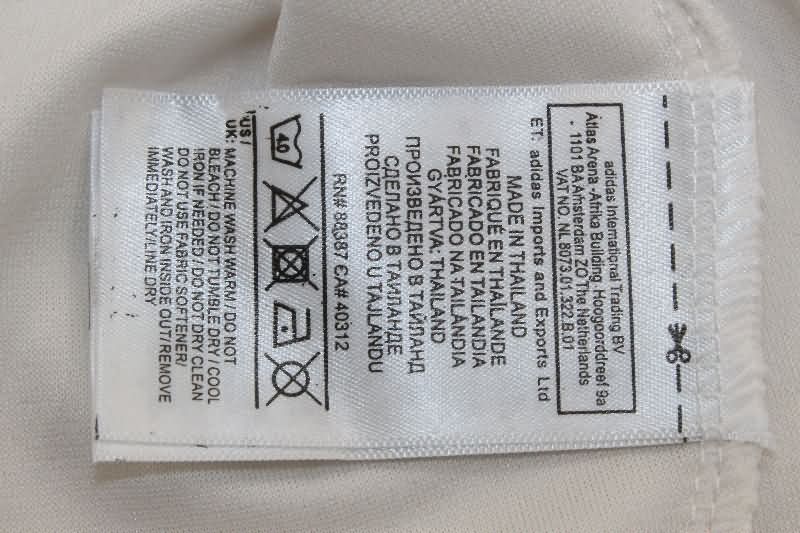 adidas International Trading BV
Atlas Arena -Afrika Building- Hoogoorddreef 9a
- 1101 BA Amsterdam ZO The Netherlands
VAT NO. NL 8073.01.322.B.01
ET: adidas Imports and Exports Ltd
MADE IN THAILAND
FABRIQUÉ EN THAÏLANDE
FABRICADO EN TAILANDIA
FABRICADO NA TAILÂNDIA
GYÁRTVA: THAILAND
ПРОИЗВЕДЕНО В ТАЙЛАНД
СДЕЛАНО В ТАИЛАНДЕ
PROIZVEDENO U TAJLANDU
RN# 88387 CA# 40312
40
US /
UK: MACHINE WASH WARM / DO NOT
BLEACH / DO NOT TUMBLE DRY / COOL
IRON IF NEEDED / DO NOT DRY CLEAN
DO NOT USE FABRIC SOFTENER/
WASH AND IRON INSIDE OUT/REMOVE
IMMEDIATELY/LINE DRY